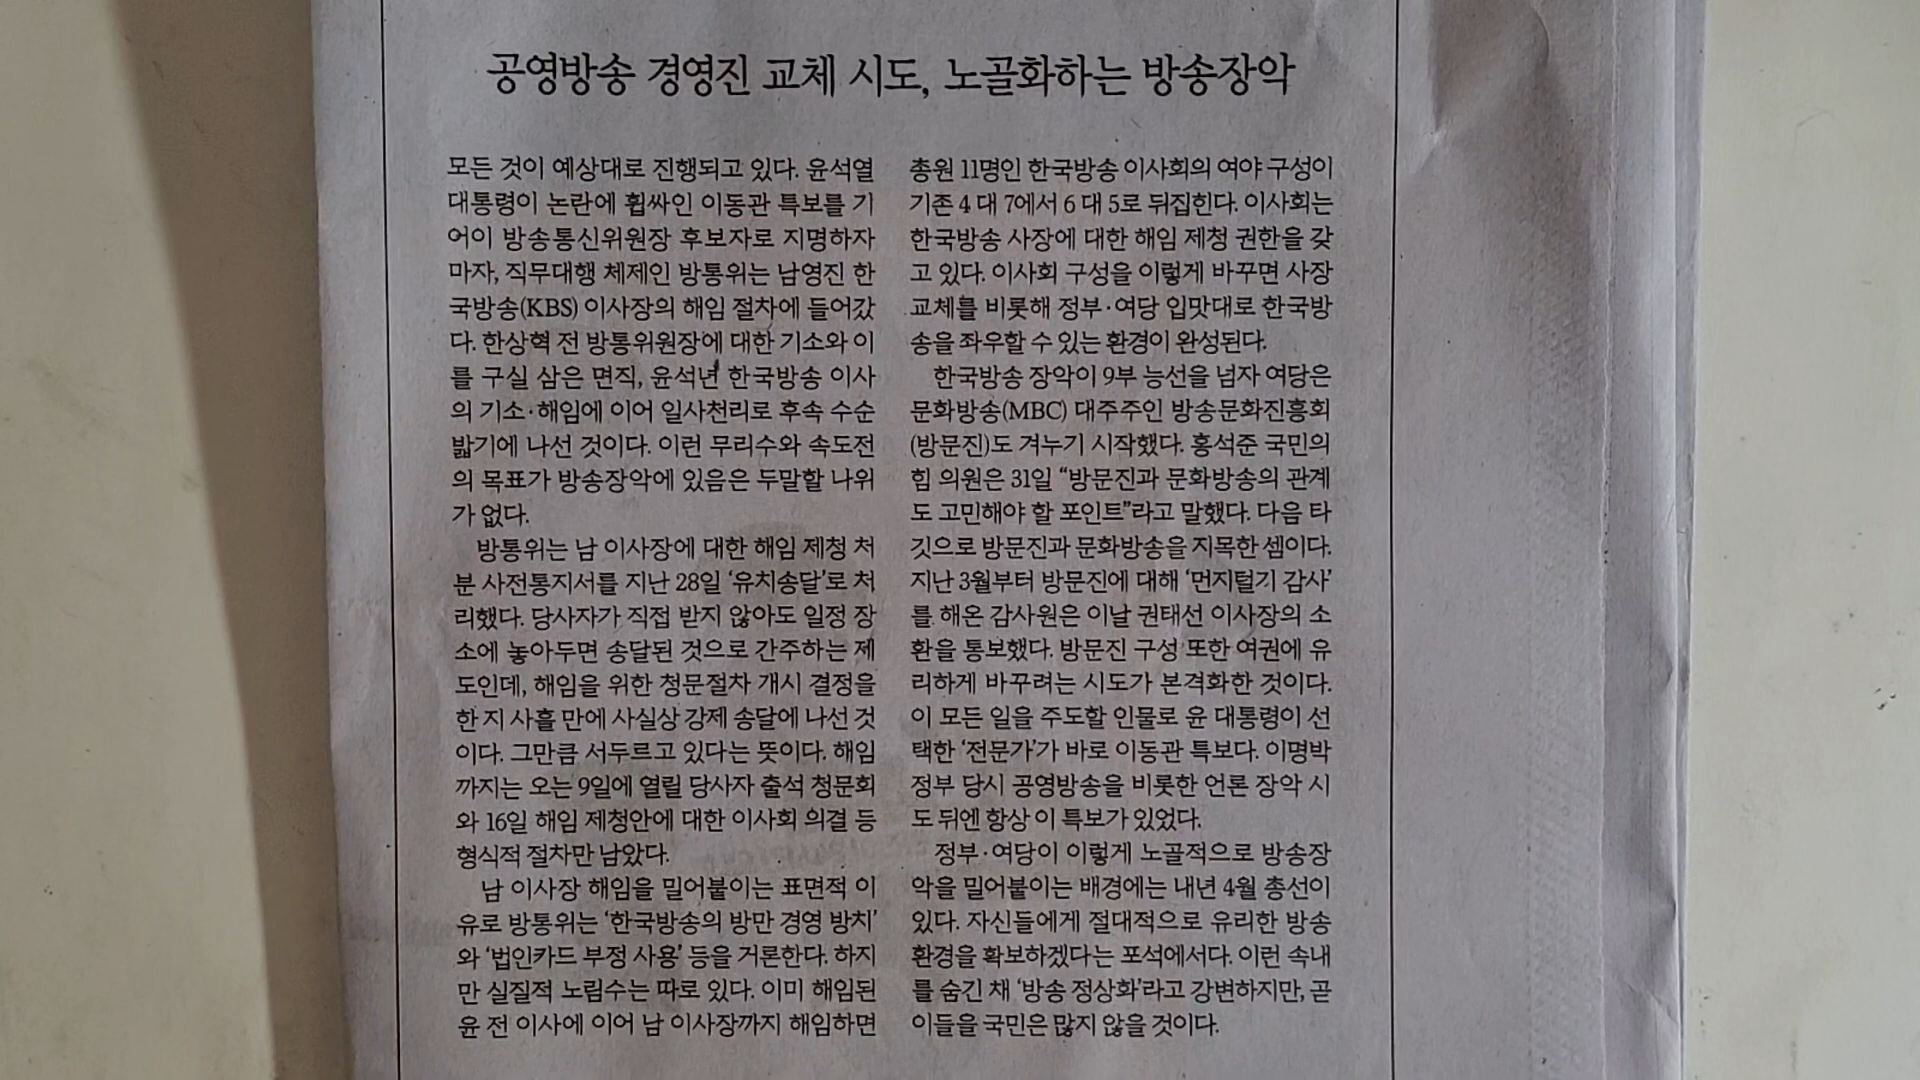 공영방송 경영진 교체 시도, 노골화하는 방송장악
모든 것이 예상대로 진행되고 있다. 윤석열
대통령이 논란에 휩싸인 이동관 특보를 기
어이 방송통신위원장 후보자로 지명하자
마자, 직무대행 체제인 방통위는 남영진 한
국방송(KBS) 이사장의 해임 절차에 들어갔
다. 한상혁 전 방통위원장에 대한 기소와 이
를 구실 삼은 면직, 윤석년 한국방송 이사
의 기소·해임에 이어 일사천리로 후속 수순
밟기에 나선 것이다. 이런 무리수와 속도전
의 목표가 방송장악에 있음은 두말할 나위
가 없다.
방통위는 남 이사장에 대한 해임 제청 처
분 사전통지서를 지난 28일 ‘유치송달’로 처
리했다. 당사자가 직접 받지 않아도 일정 장
소에 놓아두면 송달된 것으로 간주하는 제
도인데, 해임을 위한 청문절차 개시 결정을
한 지 사흘 만에 사실상 강제 송달에 나선 것
이다. 그만큼 서두르고 있다는 뜻이다. 해임
까지는 오는 9일에 열릴 당사자 출석 청문회
와 16일 해임 제청안에 대한 이사회 의결 등
형식적 절차만 남았다.
남 이사장 해임을 밀어붙이는 표면적 이
유로 방통위는 ‘한국방송의 방만 경영 방치’
와 ‘법인카드 부정 사용’ 등을 거론한다. 하지
만 실질적 노림수는 따로 있다. 이미 해임된
윤 전 이사에 이어 남 이사장까지 해임하면
총원 11명인 한국방송 이사회의 여야 구성이
기존 4 대 7에서 6 대 5로 뒤집힌다. 이사회는
한국방송 사장에 대한 해임 제청 권한을 갖
고 있다. 이사회 구성을 이렇게 바꾸면 사장
교체를 비롯해 정부·여당 입맛대로 한국방
송을 좌우할 수 있는 환경이 완성된다.
한국방송 장악이 9부 능선을 넘자 여당은
문화방송(MBC) 대주주인 방송문화진흥회
(방문진)도 겨누기 시작했다. 홍석준 국민의
힘 의원은 31일 “방문진과 문화방송의 관계
도 고민해야 할 포인트”라고 말했다. 다음 타
깃으로 방문진과 문화방송을 지목한 셈이다.
지난 3월부터 방문진에 대해 ‘먼지털기 감사’
를 해온 감사원은 이날 권태선 이사장의 소
환을 통보했다. 방문진 구성 또한 여권에 유
리하게 바꾸려는 시도가 본격화한 것이다.
이 모든 일을 주도할 인물로 윤 대통령이 선
택한 ‘전문가’가 바로 이동관 특보다. 이명박
정부 당시 공영방송을 비롯한 언론 장악 시
도 뒤엔 항상 이 특보가 있었다.
정부·여당이 이렇게 노골적으로 방송장
악을 밀어붙이는 배경에는 내년 4월 총선이
있다. 자신들에게 절대적으로 유리한 방송
환경을 확보하겠다는 포석에서다. 이런 속내
를 숨긴 채 ‘방송 정상화’라고 강변하지만, 곧
이들을 국민은 많지 않을 것이다.